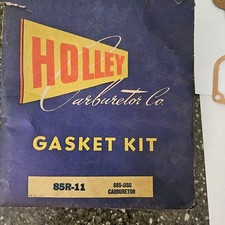 HOLLEY
Carburetor Co.
GASKET KIT
85R-11
CARBURETOR